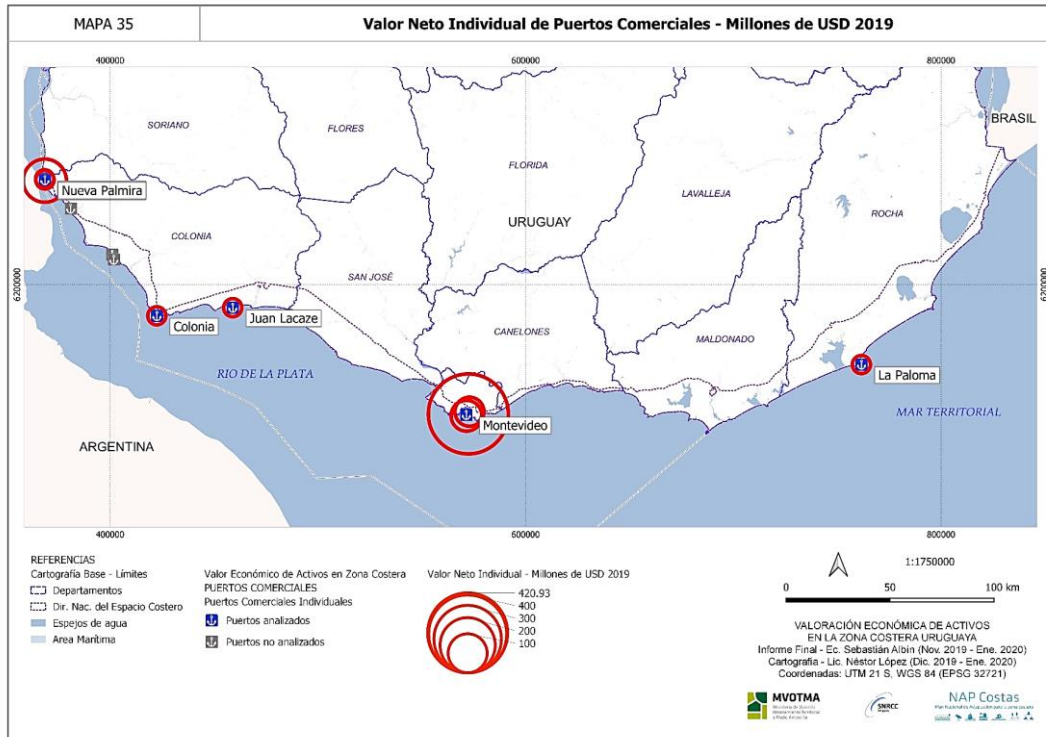 MAPA 35
Valor Neto Individual de Puertos Comerciales - Millones de USD 2019
400000
600000
800000
BRASIL
SORIANO
FLORES
FLORIDA
LAVALLEJA
Nueva Palmira
ROCHA
URUGUAY
COLONIA
SAN JOSÉ
6200000
6200000
Colonia
Juan Lacaze
CANELONES
MALDONADO
RIO DE LA PLATA
La Paloma
Montevideo
MAR TERRITORIAL
ARGENTINA
400000
600000
800000
REFERENCIAS
Cartografía Base - Límites
Departamentos
Dir. Nac. del Espacio Costero
Espejos de agua
Area Marítima
Valor Económico de Activos en Zona Costera
PUERTOS COMERCIALES
Puertos Comerciales Individuales
Puertos analizados
Puertos no analizados
Valor Neto Individual - Millones de USD 2019
420.93
400
300
200
100
1:1750000
0 50 100 km
VALORACIÓN ECONÓMICA DE ACTIVOS
EN LA ZONA COSTERA URUGUAYA
Informe Final - Ec. Sebastián Albin (Nov. 2019 - Ene. 2020)
Cartografía - Lic. Néstor López (Dic. 2019 - Ene. 2020)
Coordenadas: UTM 21 S, WGS 84 (EPSG 32721)
MVOTMA
SNRCC
NAP Costas